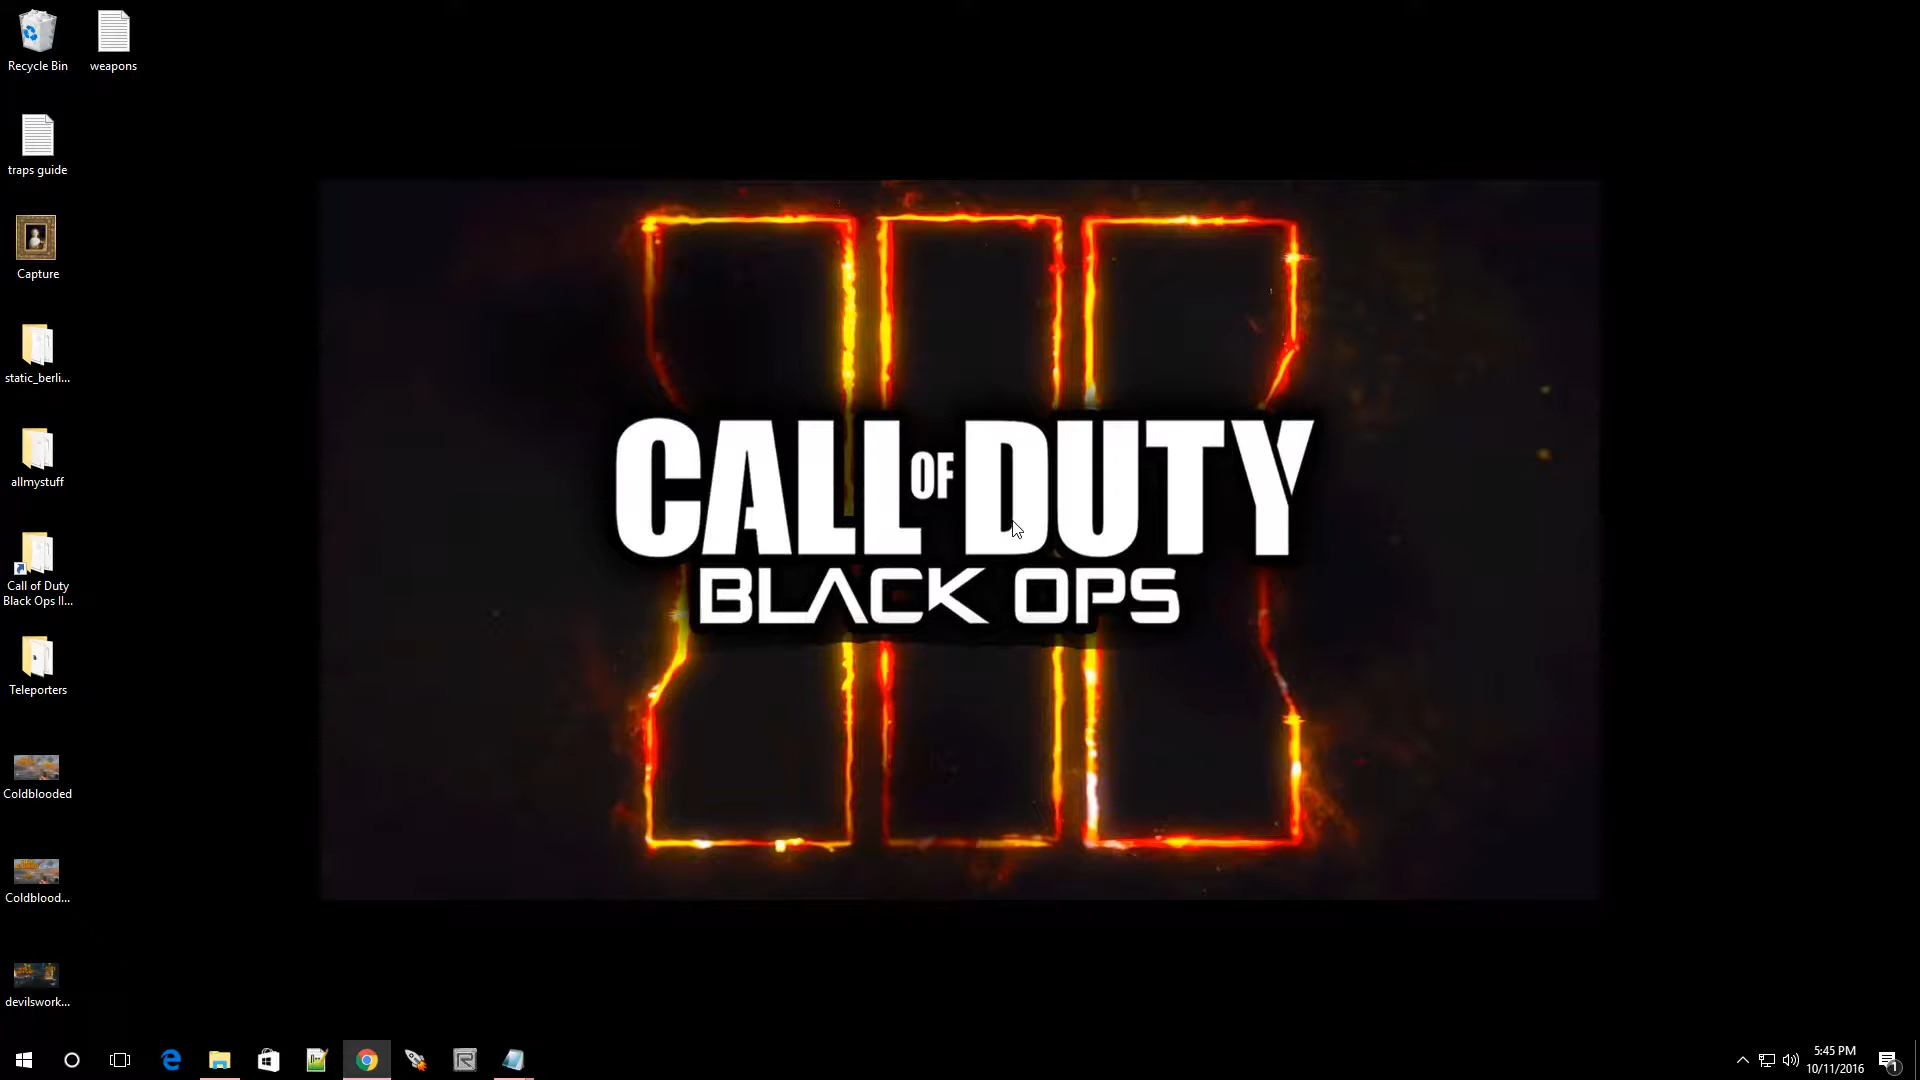 Recycle Bin
weapons
traps guide
Capture
static_berli...
allmystuff
Call of Duty
Black Ops II...
Teleporters
Coldblooded
Coldblood...
devilswork...
CALL OF DUTY
BLACK OPS
5:45 PM
10/11/2016
1